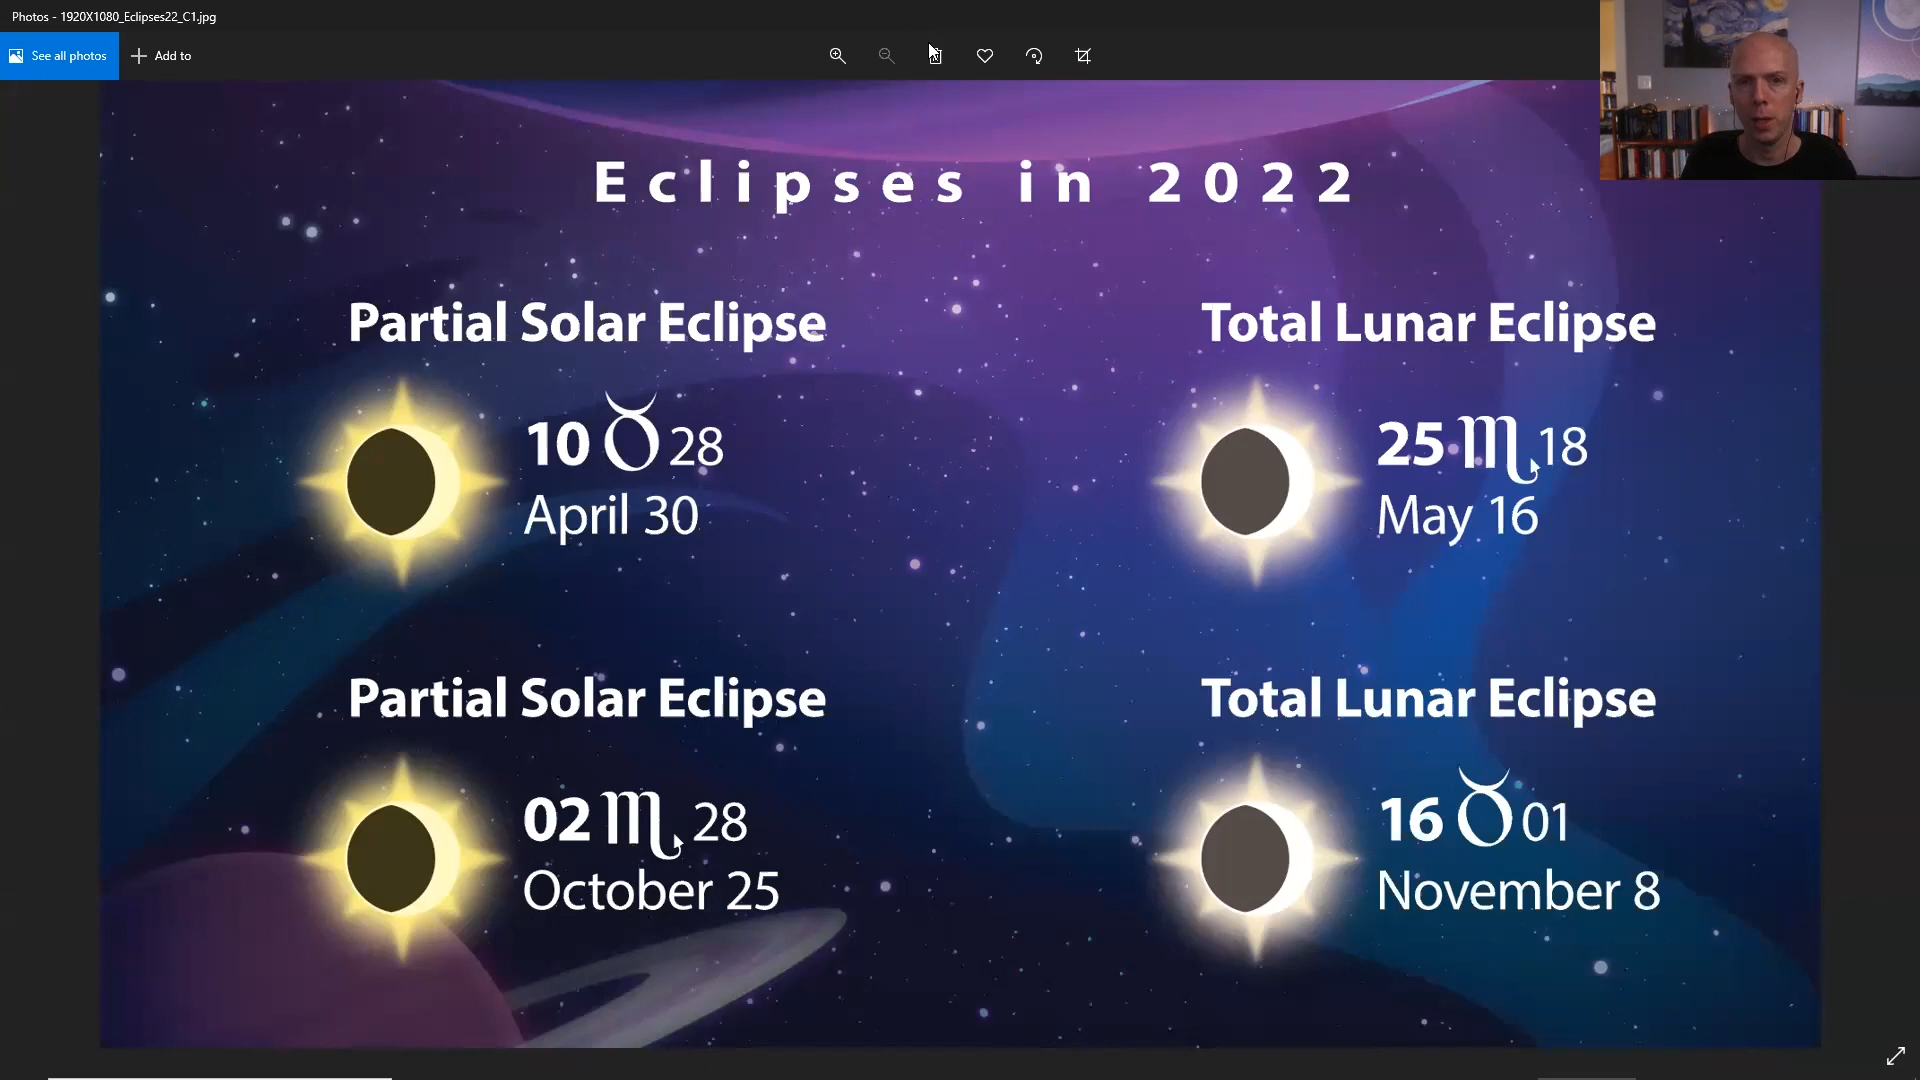 Photos - 1920X1080_Eclipses22_C1.jpg
See all photos
Add to
Eclipses in 2022
Partial Solar Eclipse
10 ♉ 28
April 30
Total Lunar Eclipse
25 ♏ 18
May 16
Partial Solar Eclipse
02 ♏ 28
October 25
Total Lunar Eclipse
16 ♉ 01
November 8